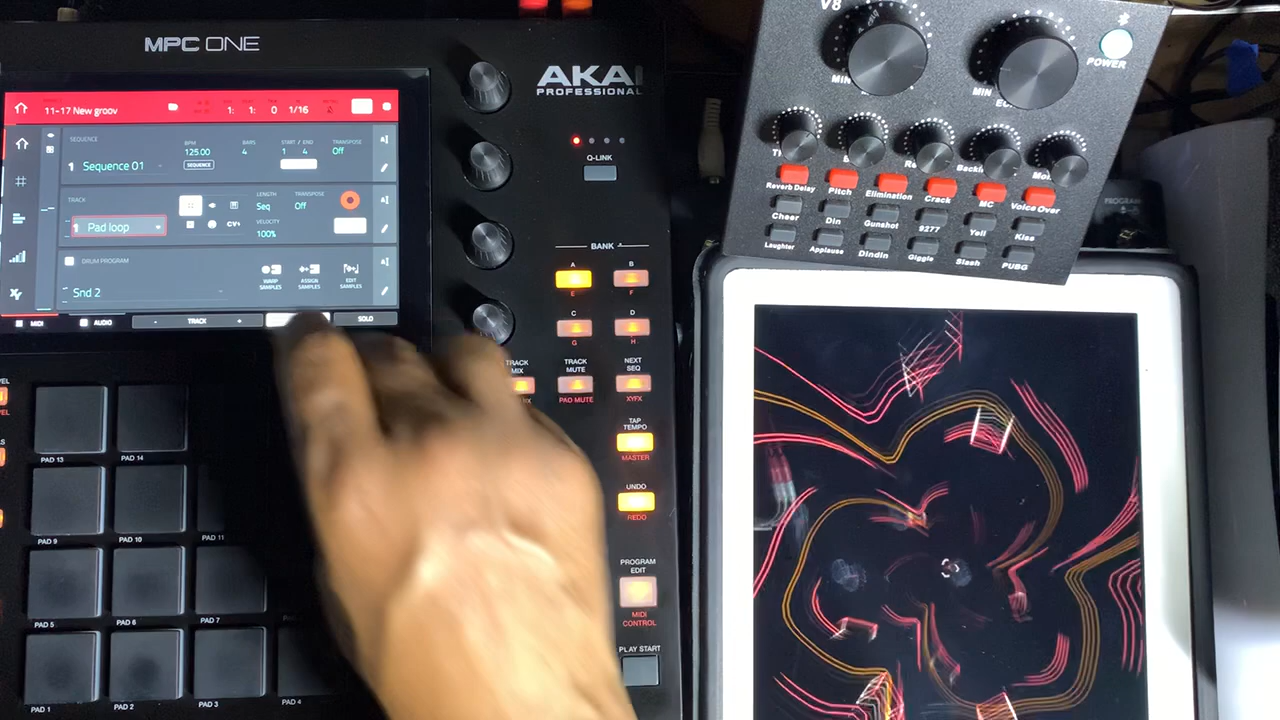 MPC ONE
AKAI
PROFESSIONAL
11-17 New groov
1: 1: 0 1/16
SEQUENCE
1 Sequence 01
BPM
125.00
SEQUENCE
BARS
4
START / END
1 4
TRANSPOSE
Off
TRACK
1 Pad loop
LENGTH
Seq
TRANSPOSE
Off
CV
VELOCITY
100%
DRUM PROGRAM
Snd 2
WARP SAMPLES
ASSIGN SAMPLES
EDIT SAMPLES
MIDI
AUDIO
- TRACK +
SOLO
Q-LINK
BANK
A
B
E
F
C
D
G
H
TRACK MIX
TRACK MUTE
NEXT SEQ
PAD MUTE
XYFX
TAP TEMPO
MASTER
UNDO
REDO
PROGRAM EDIT
MIDI CONTROL
PLAY START
PAD 13
PAD 14
PAD 9
PAD 10
PAD 11
PAD 5
PAD 6
PAD 7
PAD 1
PAD 2
PAD 3
PAD 4
V8
MIN
MIN
POWER
Reverb Delay
Pitch
Elimination
Crack
MC
Voice Over
Cheer
Din
Gunshot
9277
Yell
Kiss
Laughter
Applause
Dindin
Giggle
Slash
PUBG
PROGRAM